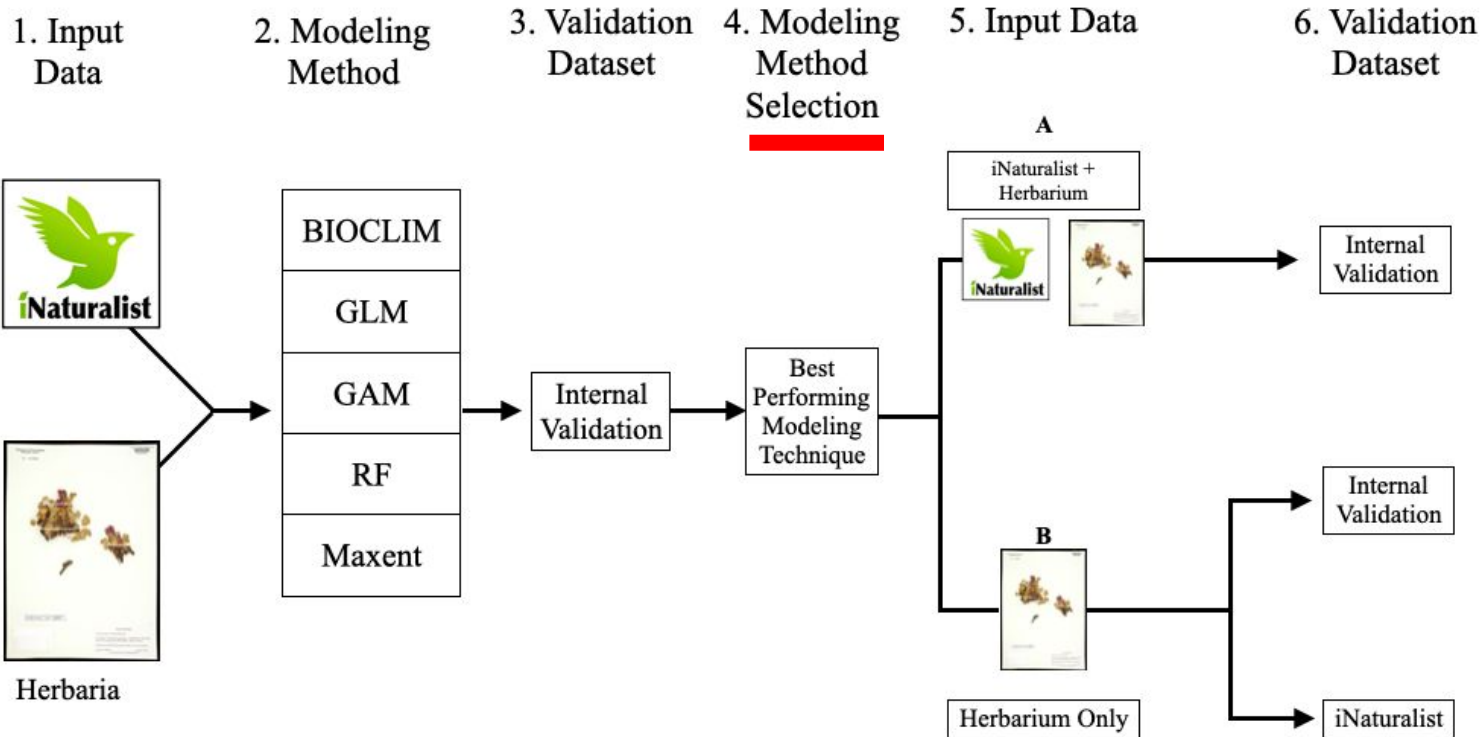 1. Input
Data
2. Modeling
Method
3. Validation
Dataset
4. Modeling
Method
Selection
5. Input Data
6. Validation
Dataset
iNaturalist
Herbaria
BIOCLIM
GLM
GAM
RF
Maxent
Internal
Validation
Best
Performing
Modeling
Technique
A
iNaturalist +
Herbarium
iNaturalist
Internal
Validation
B
Herbarium Only
Internal
Validation
iNaturalist